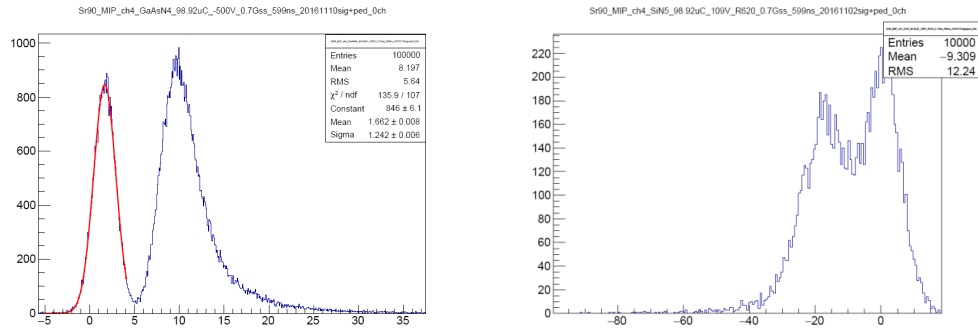 Sr90_MIP_ch4_GaAsN4_98.92uC_-500V_0.7Gss_599ns_20161110sig+ped_0ch
1000
800
600
400
200
0
−5 0 5 10 15 20 25 30 35
Entries 100000
Mean 8.197
RMS 5.64
χ² / ndf 135.9 / 107
Constant 846 ± 6.1
Mean 1.662 ± 0.008
Sigma 1.242 ± 0.006
Sr90_MIP_ch4_SiN5_98.92uC_109V_R620_0.7Gss_599ns_20161102sig+ped_0ch
220
200
180
160
140
120
100
80
60
40
20
0
−80 −60 −40 −20 0
Entries 10000
Mean −9.309
RMS 12.24